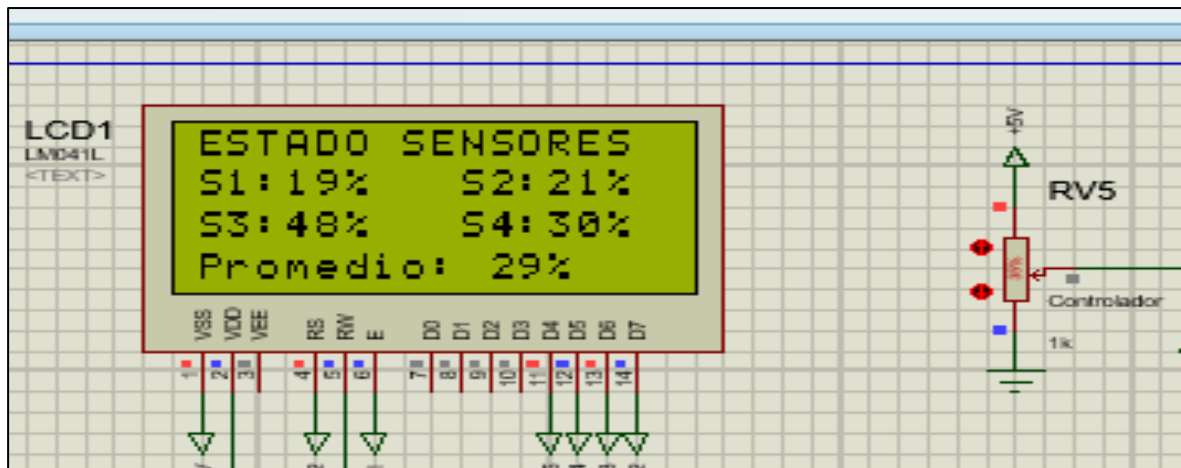 LCD1
LM041L
<TEXT>
ESTADO SENSORES
S1:19% S2:21%
S3:48% S4:30%
Promedio: 29%
VSS VDD VEE RS RW E D0 D1 D2 D3 D4 D5 D6 D7
1 2 3 4 5 6 7 8 9 10 11 12 13 14
+5V
RV5
Controlador
1k